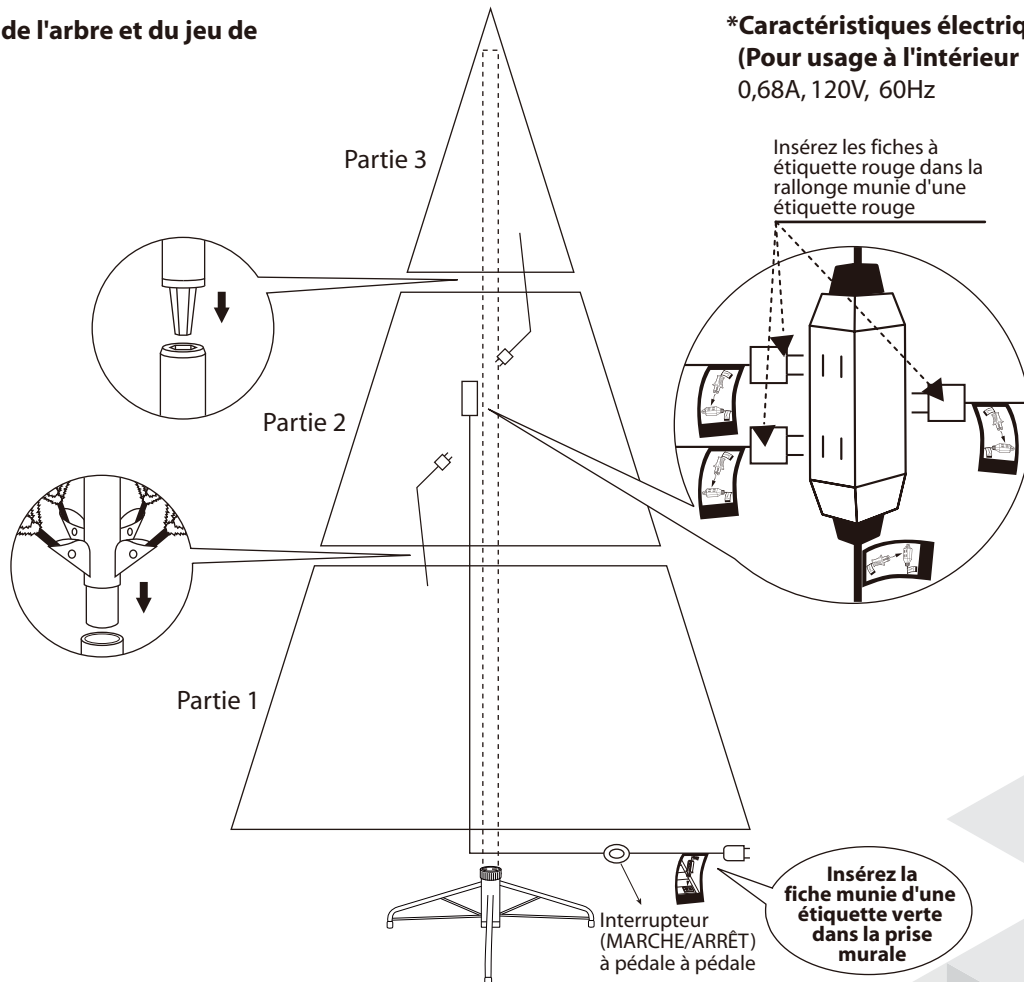 de l'arbre et du jeu de
*Caractéristiques électriq
(Pour usage à l'intérieur
0,68A, 120V, 60Hz
Insérez les fiches à
étiquette rouge dans la
rallonge munie d'une
étiquette rouge
Partie 3
Partie 2
Partie 1
Interrupteur
(MARCHE/ARRÊT)
à pédale à pédale
Insérez la
fiche munie d'une
étiquette verte
dans la prise
murale